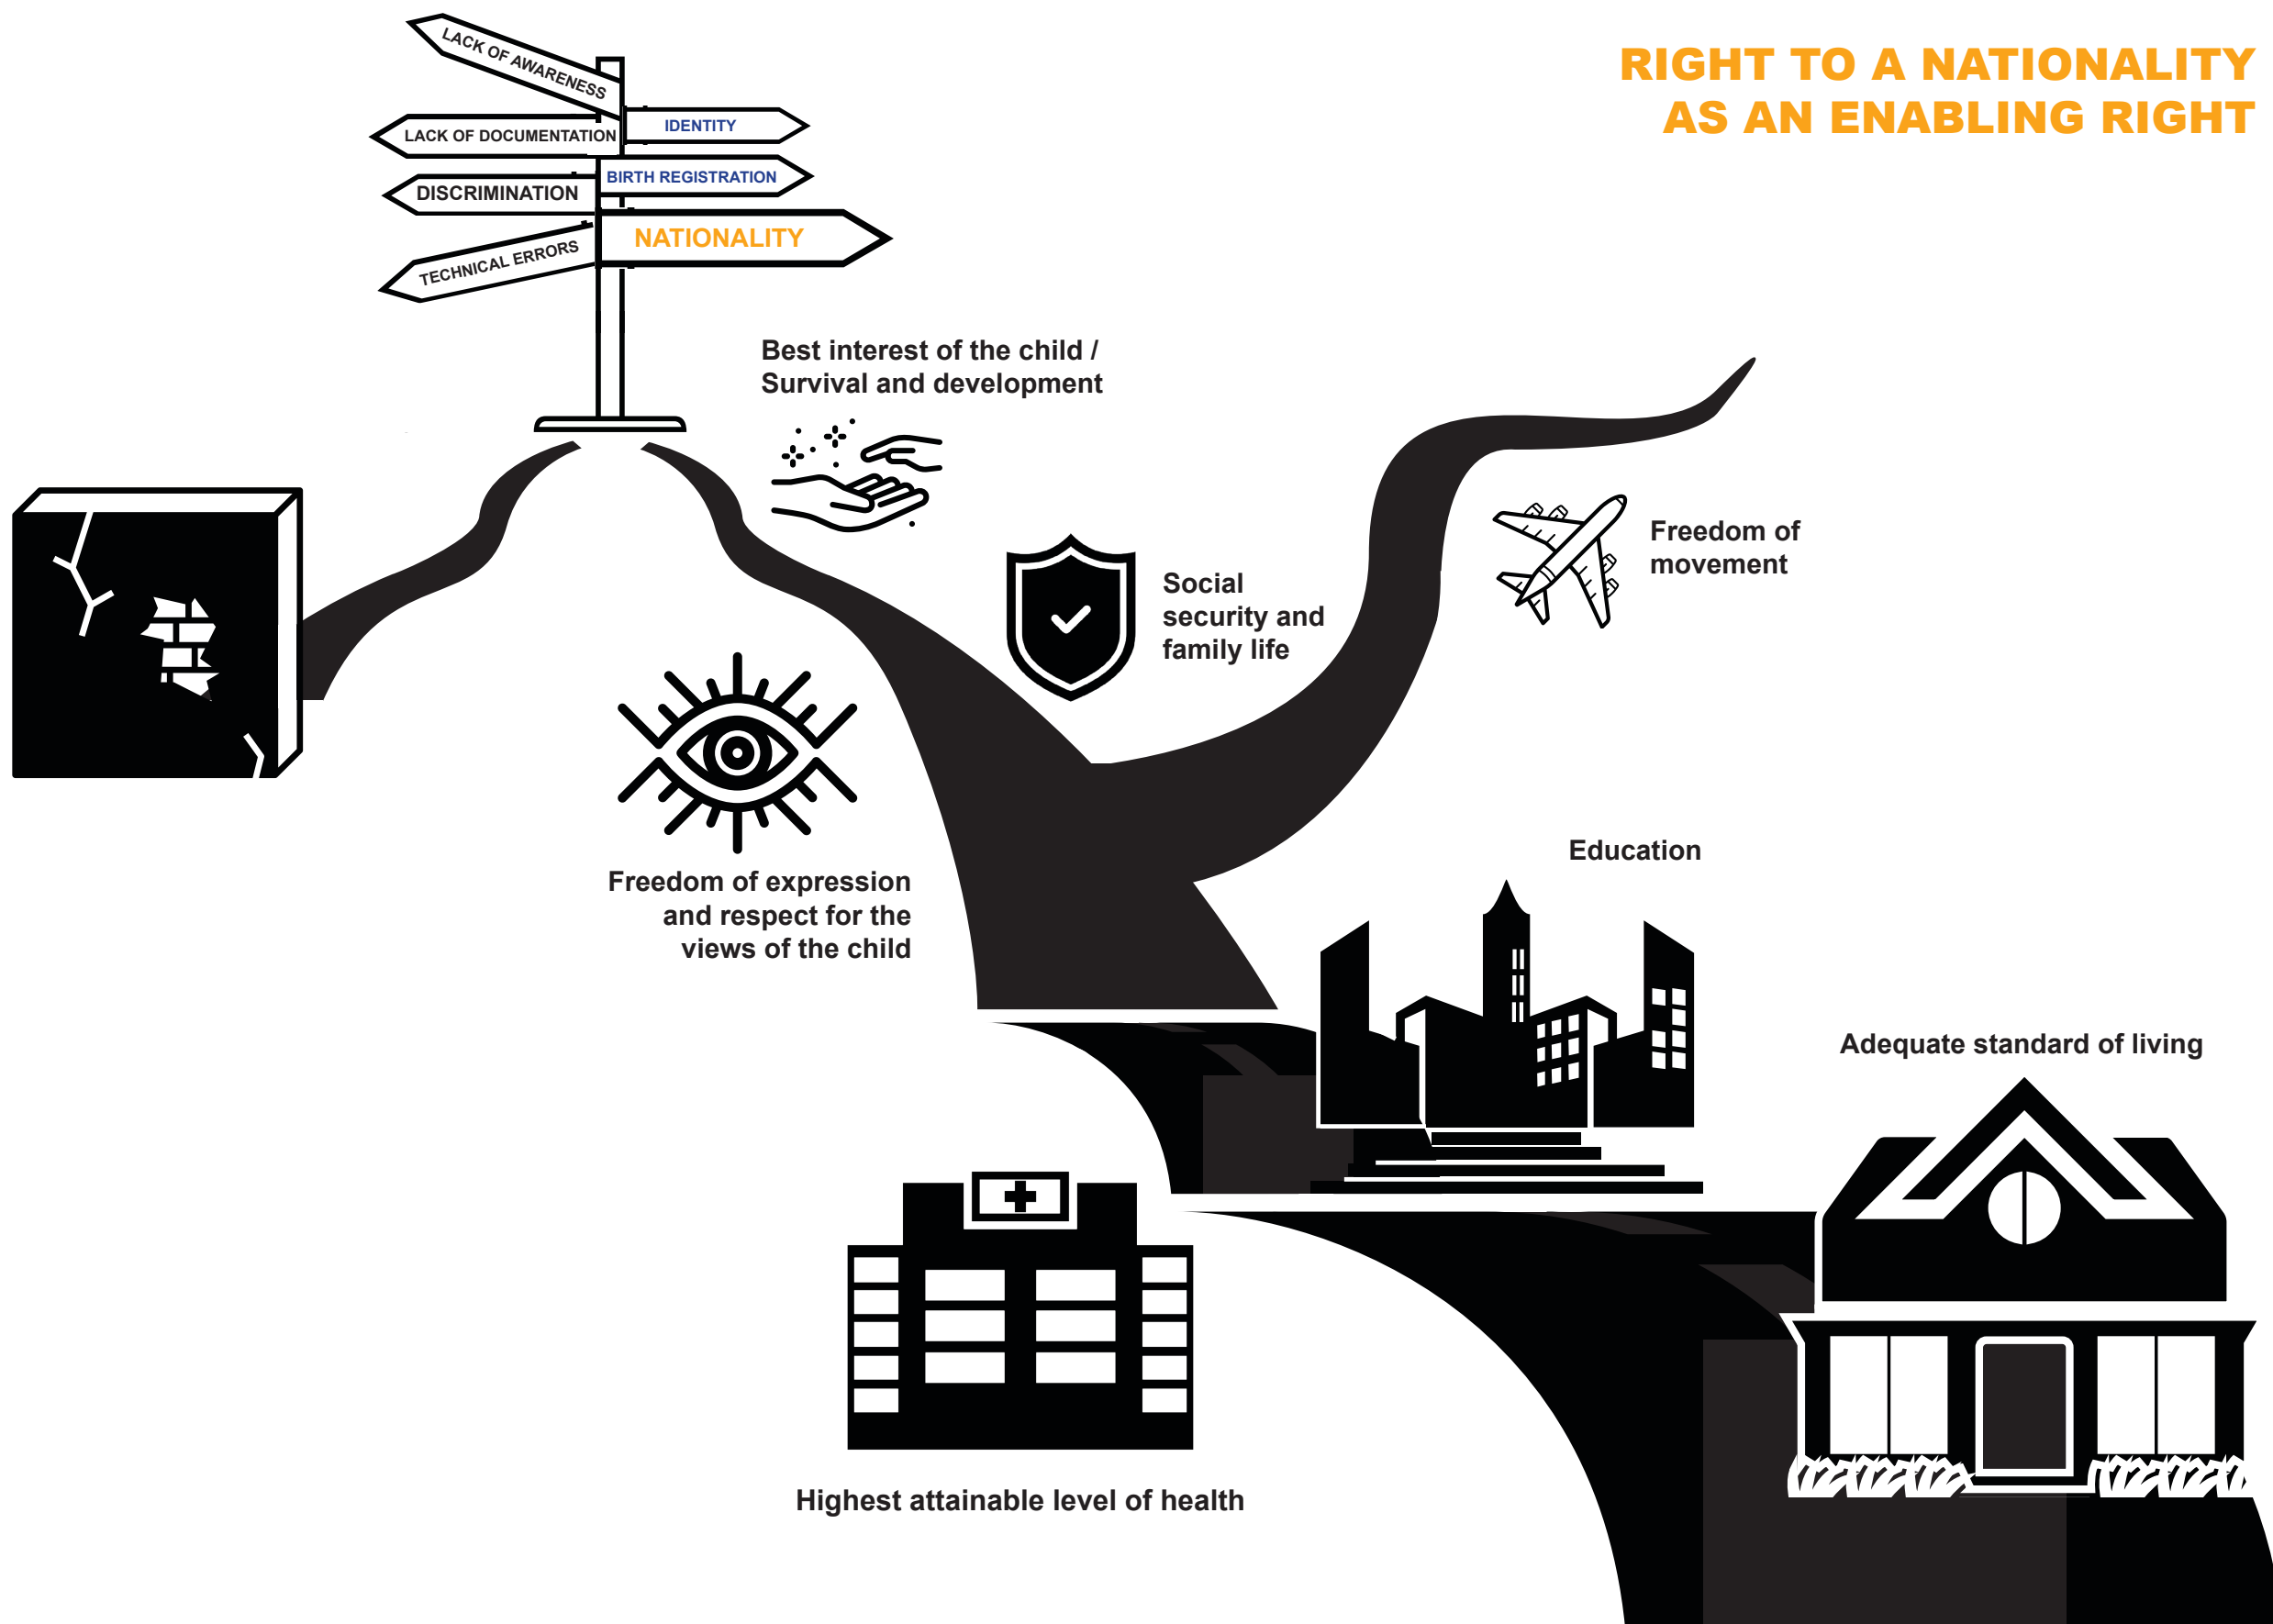 RIGHT TO A NATIONALITY
AS AN ENABLING RIGHT
LACK OF AWARENESS
IDENTITY
LACK OF DOCUMENTATION
BIRTH REGISTRATION
DISCRIMINATION
NATIONALITY
TECHNICAL ERRORS
Best interest of the child /
Survival and development
Freedom of
movement
Social
security and
family life
Freedom of expression
and respect for the
views of the child
Education
Adequate standard of living
Highest attainable level of health